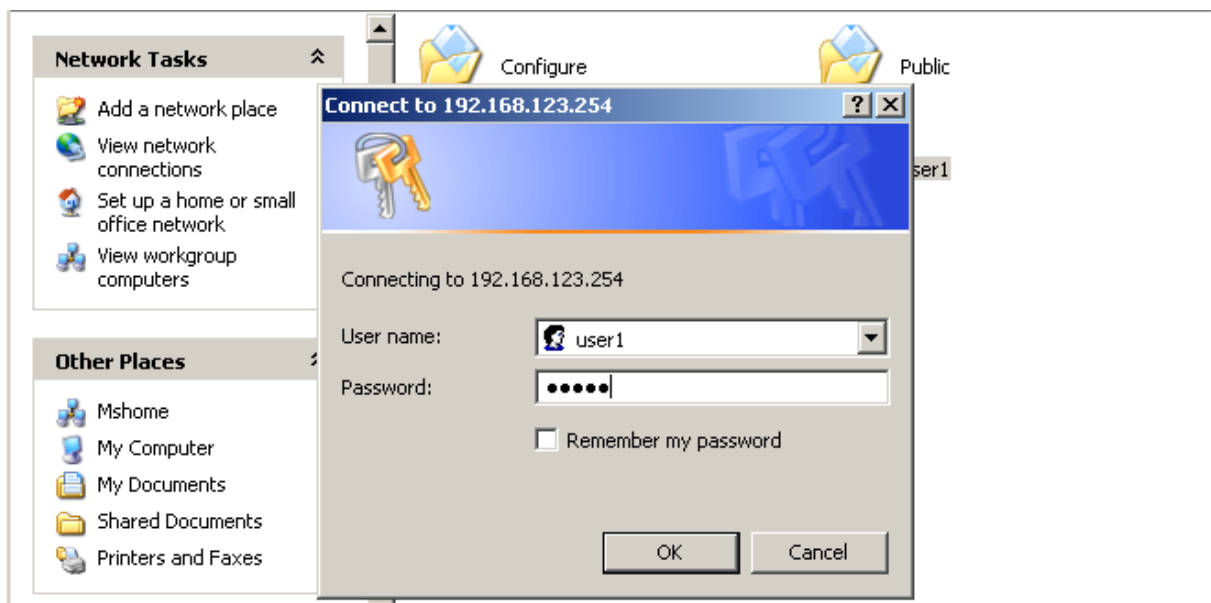 Network Tasks
Add a network place
View network
connections
Set up a home or small
office network
View workgroup
computers
Other Places
Mshome
My Computer
My Documents
Shared Documents
Printers and Faxes
Configure
Public
ser1
Connect to 192.168.123.254
Connecting to 192.168.123.254
User name:
user1
Password:
●●●●●
Remember my password
OK
Cancel